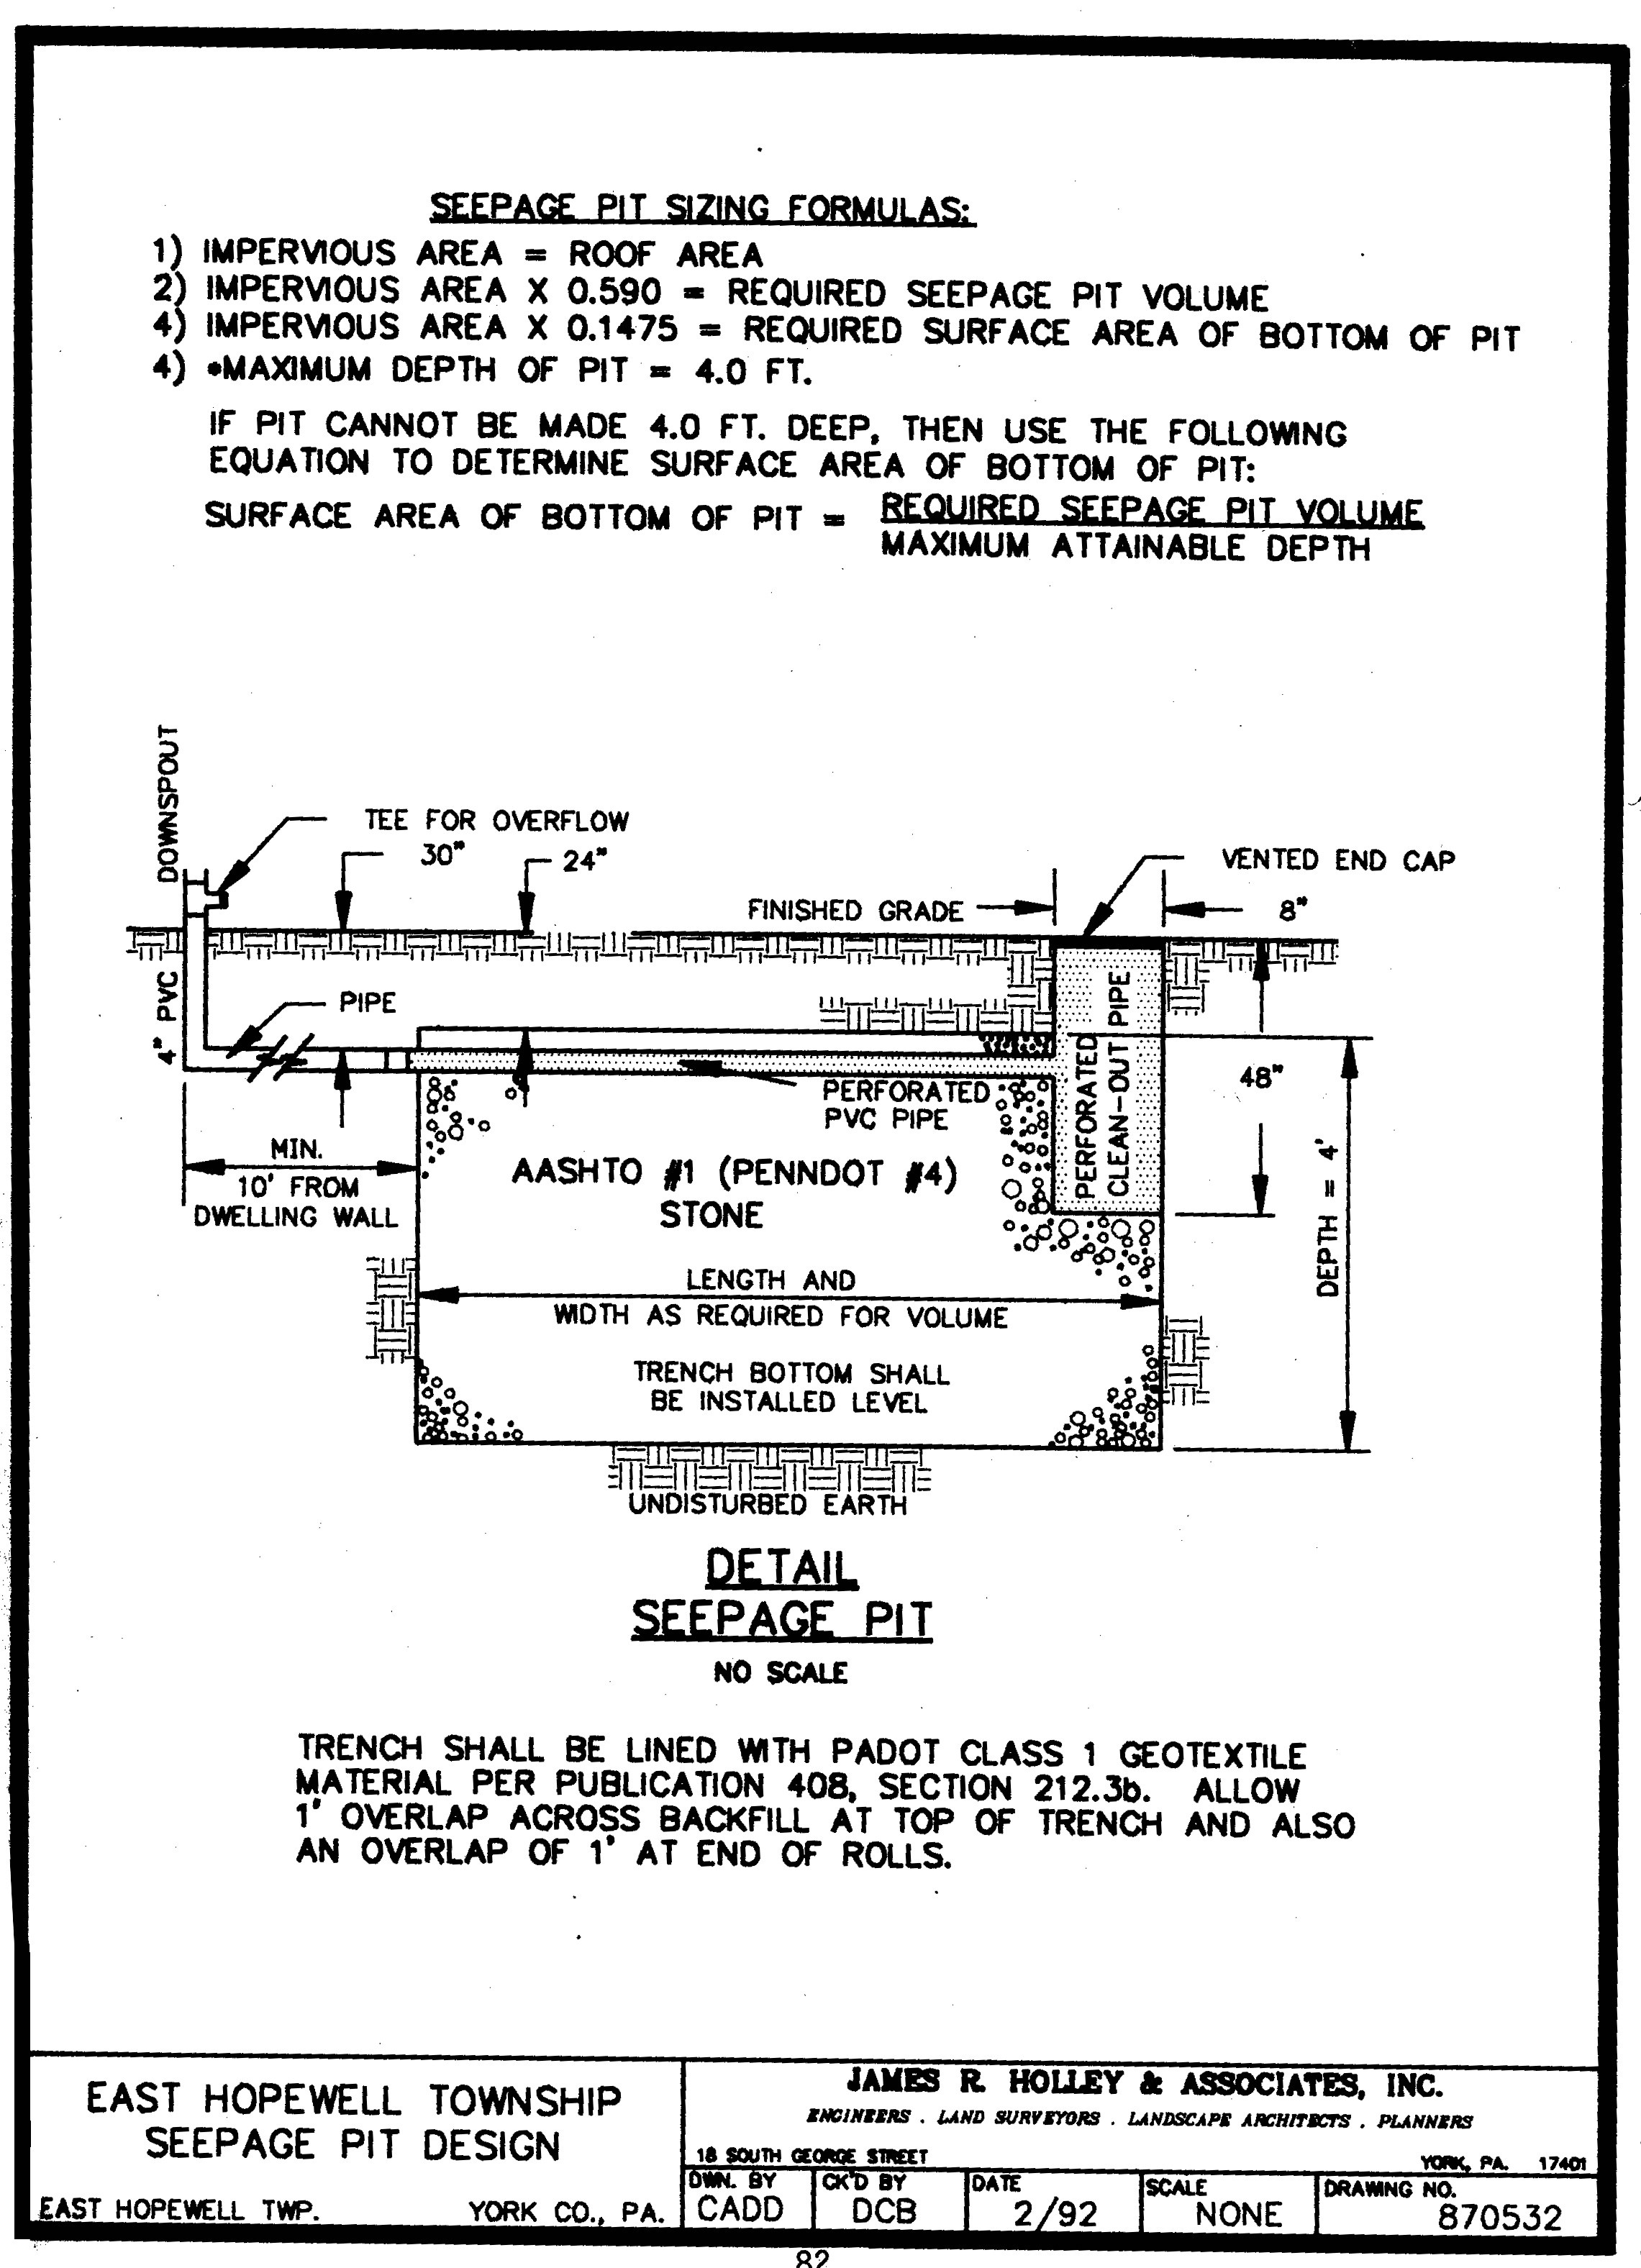 SEEPAGE PIT SIZING FORMULAS:
1) IMPERVIOUS AREA = ROOF AREA
2) IMPERVIOUS AREA X 0.590 = REQUIRED SEEPAGE PIT VOLUME
4) IMPERVIOUS AREA X 0.1475 = REQUIRED SURFACE AREA OF BOTTOM OF PIT
4) *MAXIMUM DEPTH OF PIT = 4.0 FT.
IF PIT CANNOT BE MADE 4.0 FT. DEEP, THEN USE THE FOLLOWING
EQUATION TO DETERMINE SURFACE AREA OF BOTTOM OF PIT:
SURFACE AREA OF BOTTOM OF PIT = REQUIRED SEEPAGE PIT VOLUME
MAXIMUM ATTAINABLE DEPTH
DOWNSPOUT
TEE FOR OVERFLOW
30"
24"
VENTED END CAP
FINISHED GRADE
8"
4" PVC
PIPE
PERFORATED
CLEAN-OUT PIPE
48"
PERFORATED
PVC PIPE
MIN.
10' FROM
DWELLING WALL
AASHTO #1 (PENNDOT #4)
STONE
DEPTH = 4'
LENGTH AND
WIDTH AS REQUIRED FOR VOLUME
TRENCH BOTTOM SHALL
BE INSTALLED LEVEL
UNDISTURBED EARTH
DETAIL
SEEPAGE PIT
NO SCALE
TRENCH SHALL BE LINED WITH PADOT CLASS 1 GEOTEXTILE
MATERIAL PER PUBLICATION 408, SECTION 212.3b. ALLOW
1' OVERLAP ACROSS BACKFILL AT TOP OF TRENCH AND ALSO
AN OVERLAP OF 1' AT END OF ROLLS.
EAST HOPEWELL TOWNSHIP
SEEPAGE PIT DESIGN
EAST HOPEWELL TWP. YORK CO., PA.
JAMES R. HOLLEY & ASSOCIATES, INC.
ENGINEERS . LAND SURVEYORS . LANDSCAPE ARCHITECTS . PLANNERS
18 SOUTH GEORGE STREET YORK, PA. 17401
DWN. BY
CADD
CK'D BY
DCB
DATE
2/92
SCALE
NONE
DRAWING NO.
870532
82